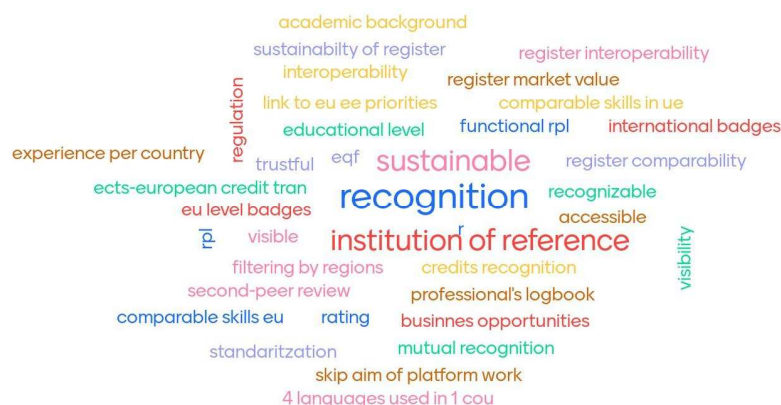 academic background
sustainabilty of register
register interoperability
interoperability
register market value
regulation
link to eu ee priorities
comparable skills in ue
educational level
functional rpl
international badges
experience per country
trustful
eqf
sustainable
register comparability
ects-european credit tran
recognition
recognizable
eu level badges
accessible
rpl
visible
r
institution of reference
visibility
filtering by regions
credits recognition
second-peer review
professional's logbook
comparable skills eu
rating
businnes opportunities
standaritzation
mutual recognition
skip aim of platform work
4 languages used in 1 cou